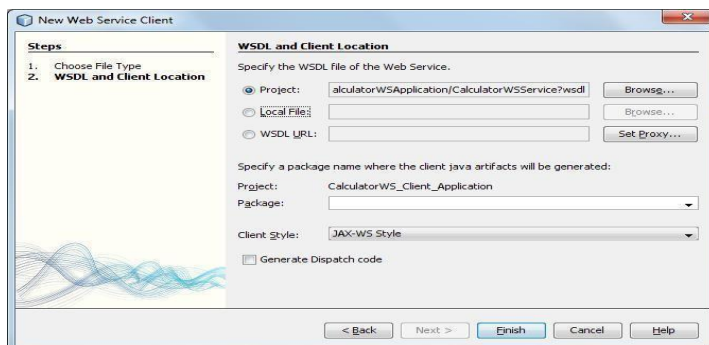 New Web Service Client
Steps
1. Choose File Type
2. WSDL and Client Location
WSDL and Client Location
Specify the WSDL file of the Web Service.
Project: alculatorWSApplication/CalculatorWSService?wsdl Browse...
Local File: Browse...
WSDL URL: Set Proxy...
Specify a package name where the client java artifacts will be generated:
Project: CalculatorWS_Client_Application
Package:
Client Style: JAX-WS Style
Generate Dispatch code
< Back Next > Finish Cancel Help